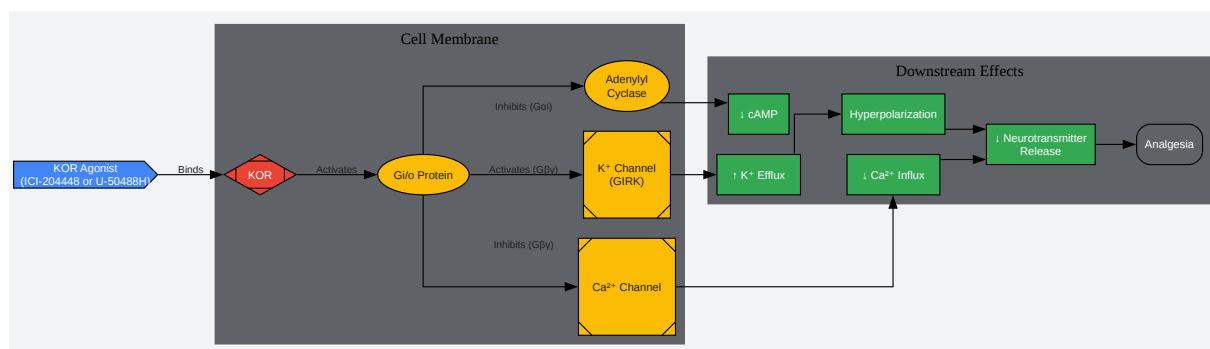 Cell Membrane
Downstream Effects
KOR Agonist
(ICI-204448 or U-50488H)
Binds
KOR
Activates
Gi/o Protein
Inhibits (Gαi)
Activates (Gβγ)
Inhibits (Gβγ)
Adenylyl
Cyclase
K⁺ Channel
(GIRK)
Ca²⁺ Channel
↓ cAMP
↑ K⁺ Efflux
Hyperpolarization
↓ Ca²⁺ Influx
↓ Neurotransmitter
Release
Analgesia